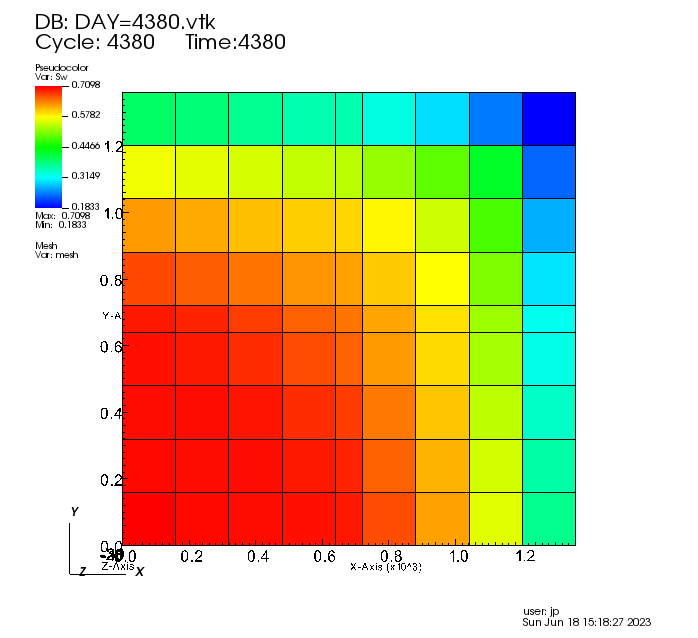 DB: DAY=4380.vtk
Cycle: 4380 Time:4380
Pseudocolor
Var: Sw
0.7098
0.5782
0.4466
0.3149
0.1833
Max: 0.7098
Min: 0.1833
Mesh
Var: mesh
1.2
1.0
0.8
Y-A
0.6
0.4
0.2
0.0
0.0 0.2 0.4 0.6 0.8 1.0 1.2
Z-Axis
X-Axis (x10^3)
Y
Z X
user: jp
Sun Jun 18 15:18:27 2023